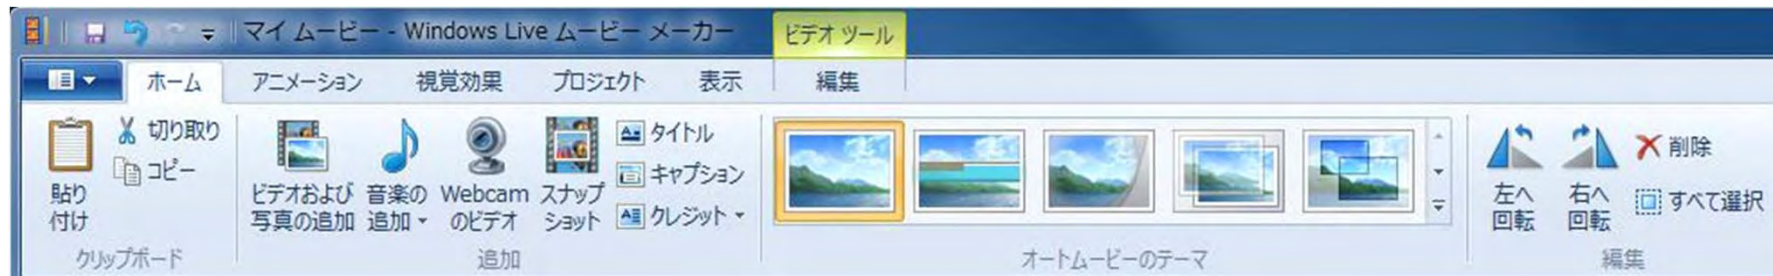 マイ ムービー - Windows Live ムービー メーカー
ビデオ ツール
ホーム
アニメーション
視覚効果
プロジェクト
表示
編集
貼り
付け
切り取り
コピー
クリップボード
ビデオおよび
写真の追加
音楽の
追加
Webcam
のビデオ
スナップ
ショット
タイトル
キャプション
クレジット
追加
オートムービーのテーマ
左へ
回転
右へ
回転
削除
すべて選択
編集